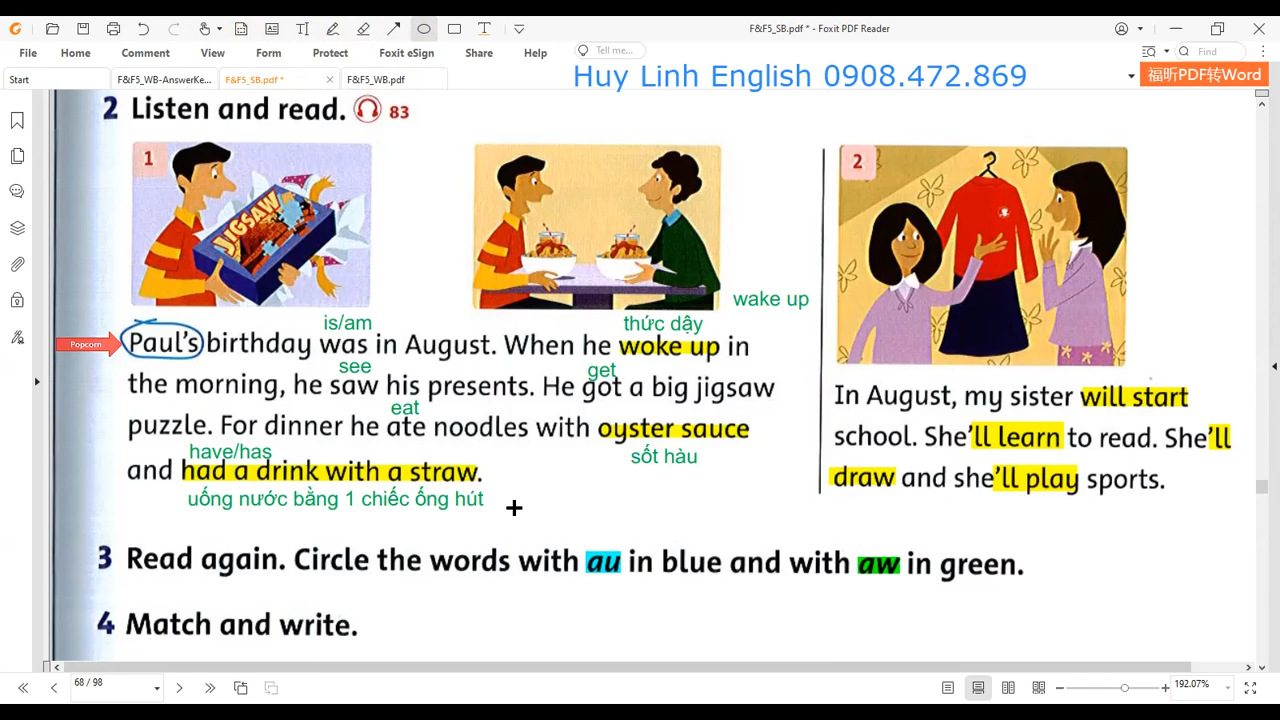 F&F5_SB.pdf * - Foxit PDF Reader
File Home Comment View Form Protect Foxit eSign Share Help Tell me... Find
Start F&F5_WB-AnswerKe... F&F5_SB.pdf * F&F5_WB.pdf
Huy Linh English 0908.472.869
福昕PDF转Word
2 Listen and read. 83
1
JIGSAW
2
wake up
is/am thức dậy
Popcorn
Paul's birthday was in August. When he woke up in
see get
the morning, he saw his presents. He got a big jigsaw
eat
puzzle. For dinner he ate noodles with oyster sauce
have/has sốt hàu
and had a drink with a straw.
uống nước bằng 1 chiếc ống hút
In August, my sister will start
school. She'll learn to read. She'll
draw and she'll play sports.
3 Read again. Circle the words with au in blue and with aw in green.
4 Match and write.
68 / 98
192.07%